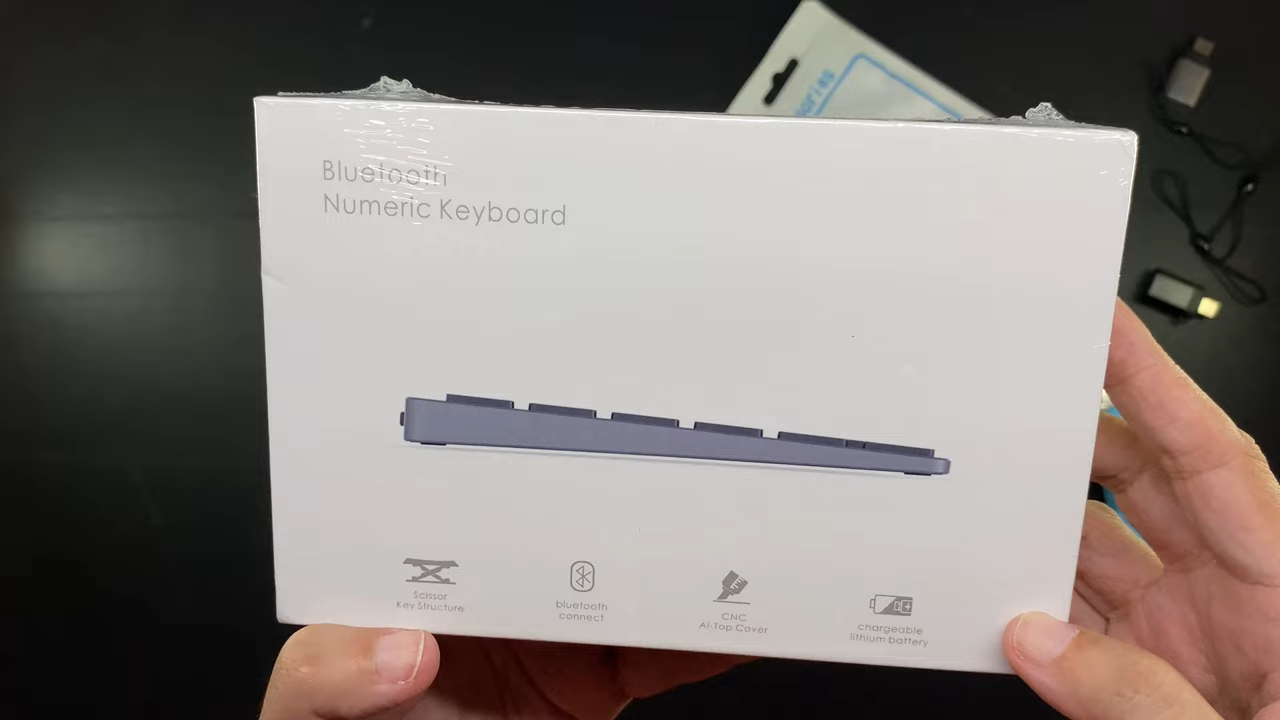 Bluetooth
Numeric Keyboard
Scissor
Key Structure
bluetooth
connect
CNC
Al-Top Cover
chargeable
lithium battery